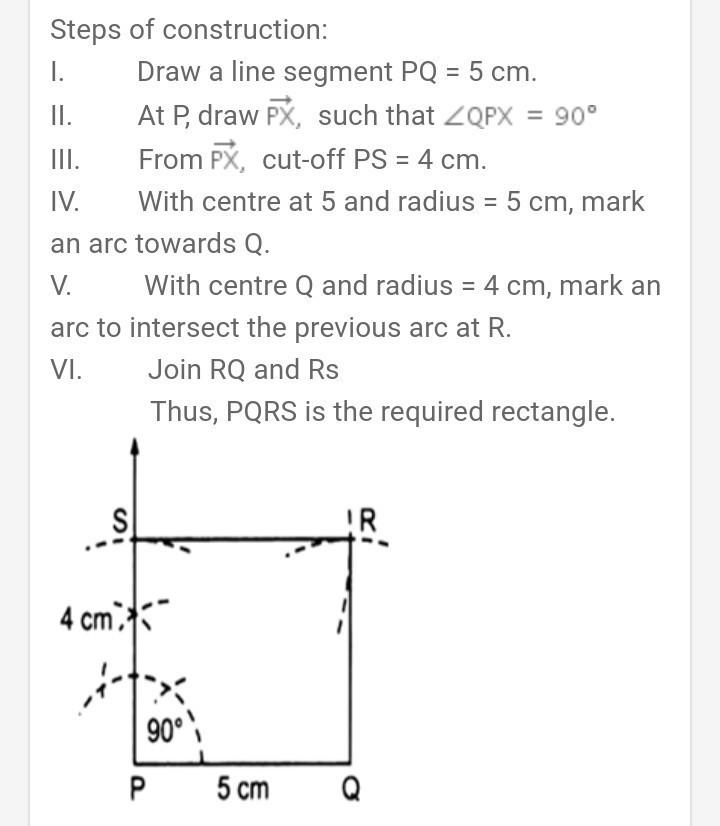 Steps of construction:
I. Draw a line segment PQ = 5 cm.
II. At P, draw PX⃗, such that ∠QPX = 90°
III. From PX⃗, cut-off PS = 4 cm.
IV. With centre at 5 and radius = 5 cm, mark
an arc towards Q.
V. With centre Q and radius = 4 cm, mark an
arc to intersect the previous arc at R.
VI. Join RQ and Rs
Thus, PQRS is the required rectangle.
S R
4 cm
90°
P 5 cm Q